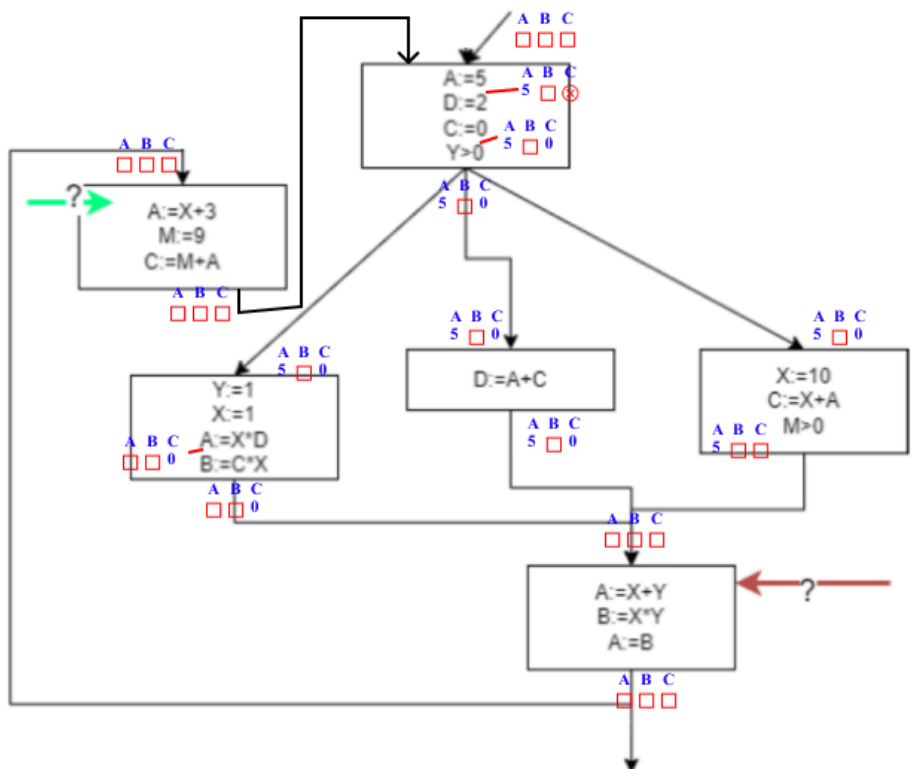 A B C
A:=5
A B C
5
D:=2
C:=0
A B C
5 0
Y>0
A B C
5 0
A B C
?
A:=X+3
M:=9
C:=M+A
A B C
A B C
5 0
Y:=1
X:=1
A:=X*D
A B C
0
B:=C*X
A B C
0
A B C
5 0
D:=A+C
A B C
5 0
A B C
5 0
X:=10
C:=X+A
M>0
A B C
5
A B C
A:=X+Y
B:=X*Y
A:=B
?
A B C